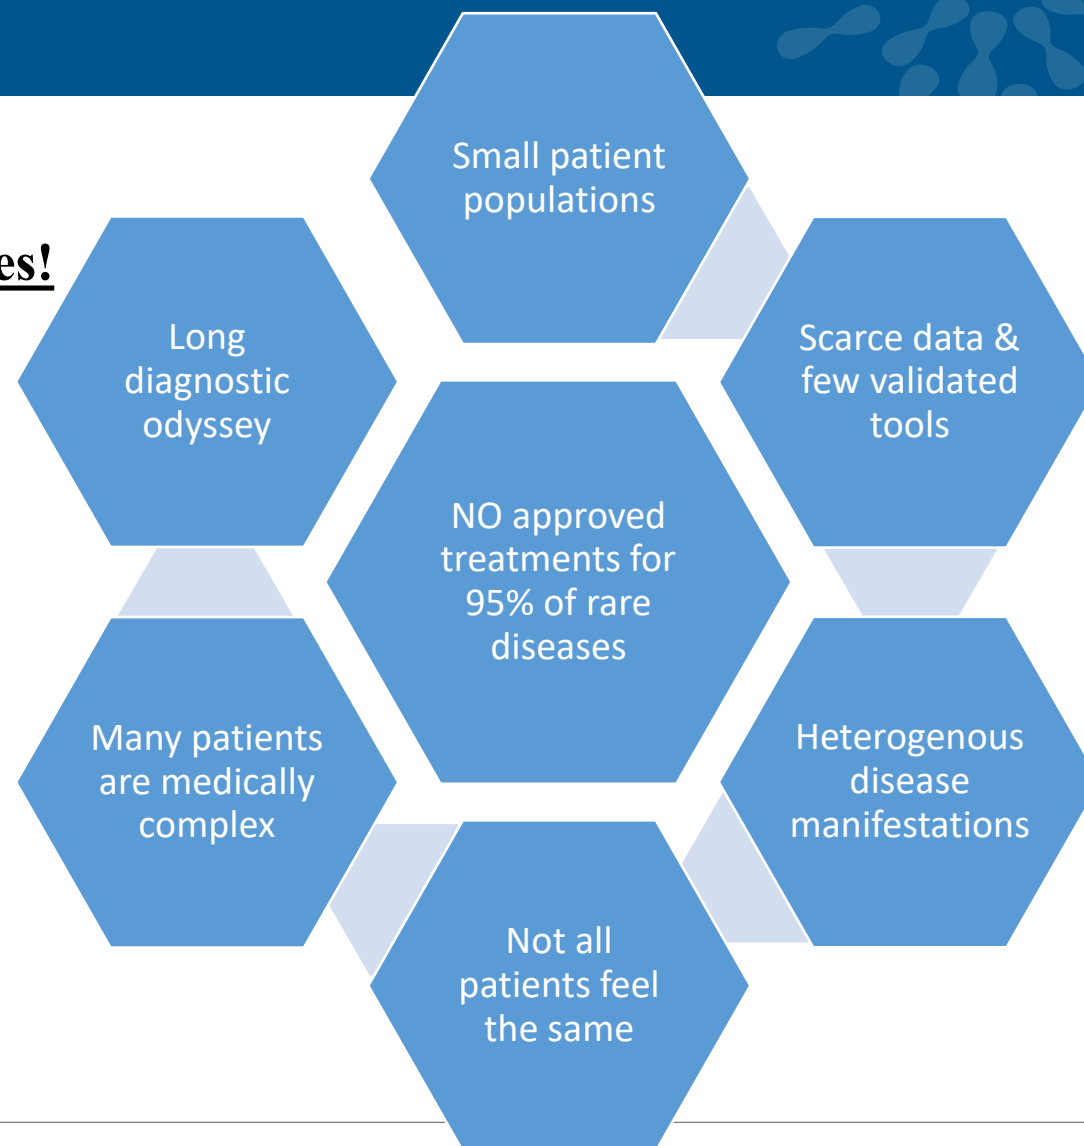 Small patient
populations
es!
Long
diagnostic
odyssey
Scarce data &
few validated
tools
NO approved
treatments for
95% of rare
diseases
Many patients
are medically
complex
Heterogenous
disease
manifestations
Not all
patients feel
the same